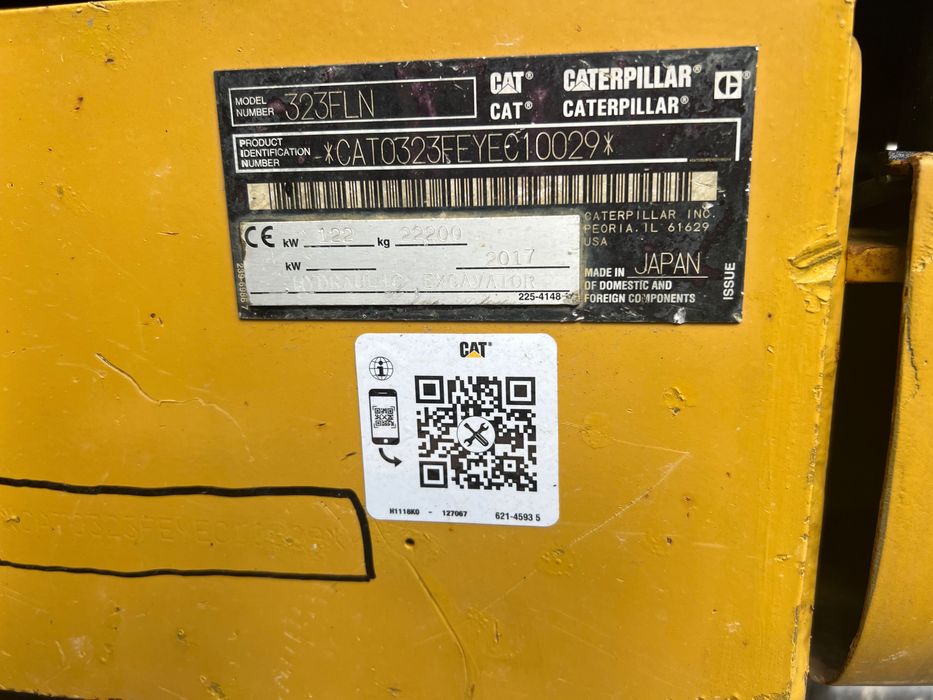 MODEL NUMBER 323FLN
CAT® CATERPILLAR®
CAT® CATERPILLAR®
PRODUCT IDENTIFICATION NUMBER *CAT0323FEYEC10029*
CATERPILLAR INC.
PEORIA, IL 61629
USA
CE kW 122 kg 22200
kW 2017
EXCAVATOR
225-4148
MADE IN JAPAN
OF DOMESTIC AND
FOREIGN COMPONENTS
ISSUE
CAT®
H1118K0 - 127067
621-4593 5